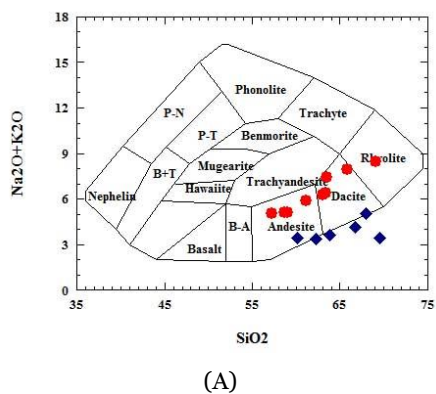 18
15
12
9
6
3
0
Na2O+K2O
Phonolite
Trachyte
P-N
P-T
Benmorite
Rhyolite
B+T
Mugearite
Trachyandesite
Nephelin
Hawaiite
Dacite
B-A
Andesite
Basalt
35 45 55 65 75
SiO2
(A)